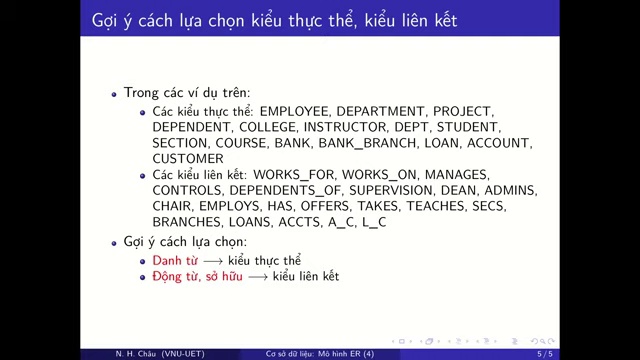 Gợi ý cách lựa chọn kiểu thực thể, kiểu liên kết
Trong các ví dụ trên:
Các kiểu thực thể: EMPLOYEE, DEPARTMENT, PROJECT,
DEPENDENT, COLLEGE, INSTRUCTOR, DEPT, STUDENT,
SECTION, COURSE, BANK, BANK_BRANCH, LOAN, ACCOUNT,
CUSTOMER
Các kiểu liên kết: WORKS_FOR, WORKS_ON, MANAGES,
CONTROLS, DEPENDENTS_OF, SUPERVISION, DEAN, ADMINS,
CHAIR, EMPLOYS, HAS, OFFERS, TAKES, TEACHES, SECS,
BRANCHES, LOANS, ACCTS, A_C, L_C
Gợi ý cách lựa chọn:
Danh từ ⟶ kiểu thực thể
Động từ, sở hữu ⟶ kiểu liên kết
N. H. Châu (VNU-UET) Cơ sở dữ liệu: Mô hình ER (4) 5 / 5